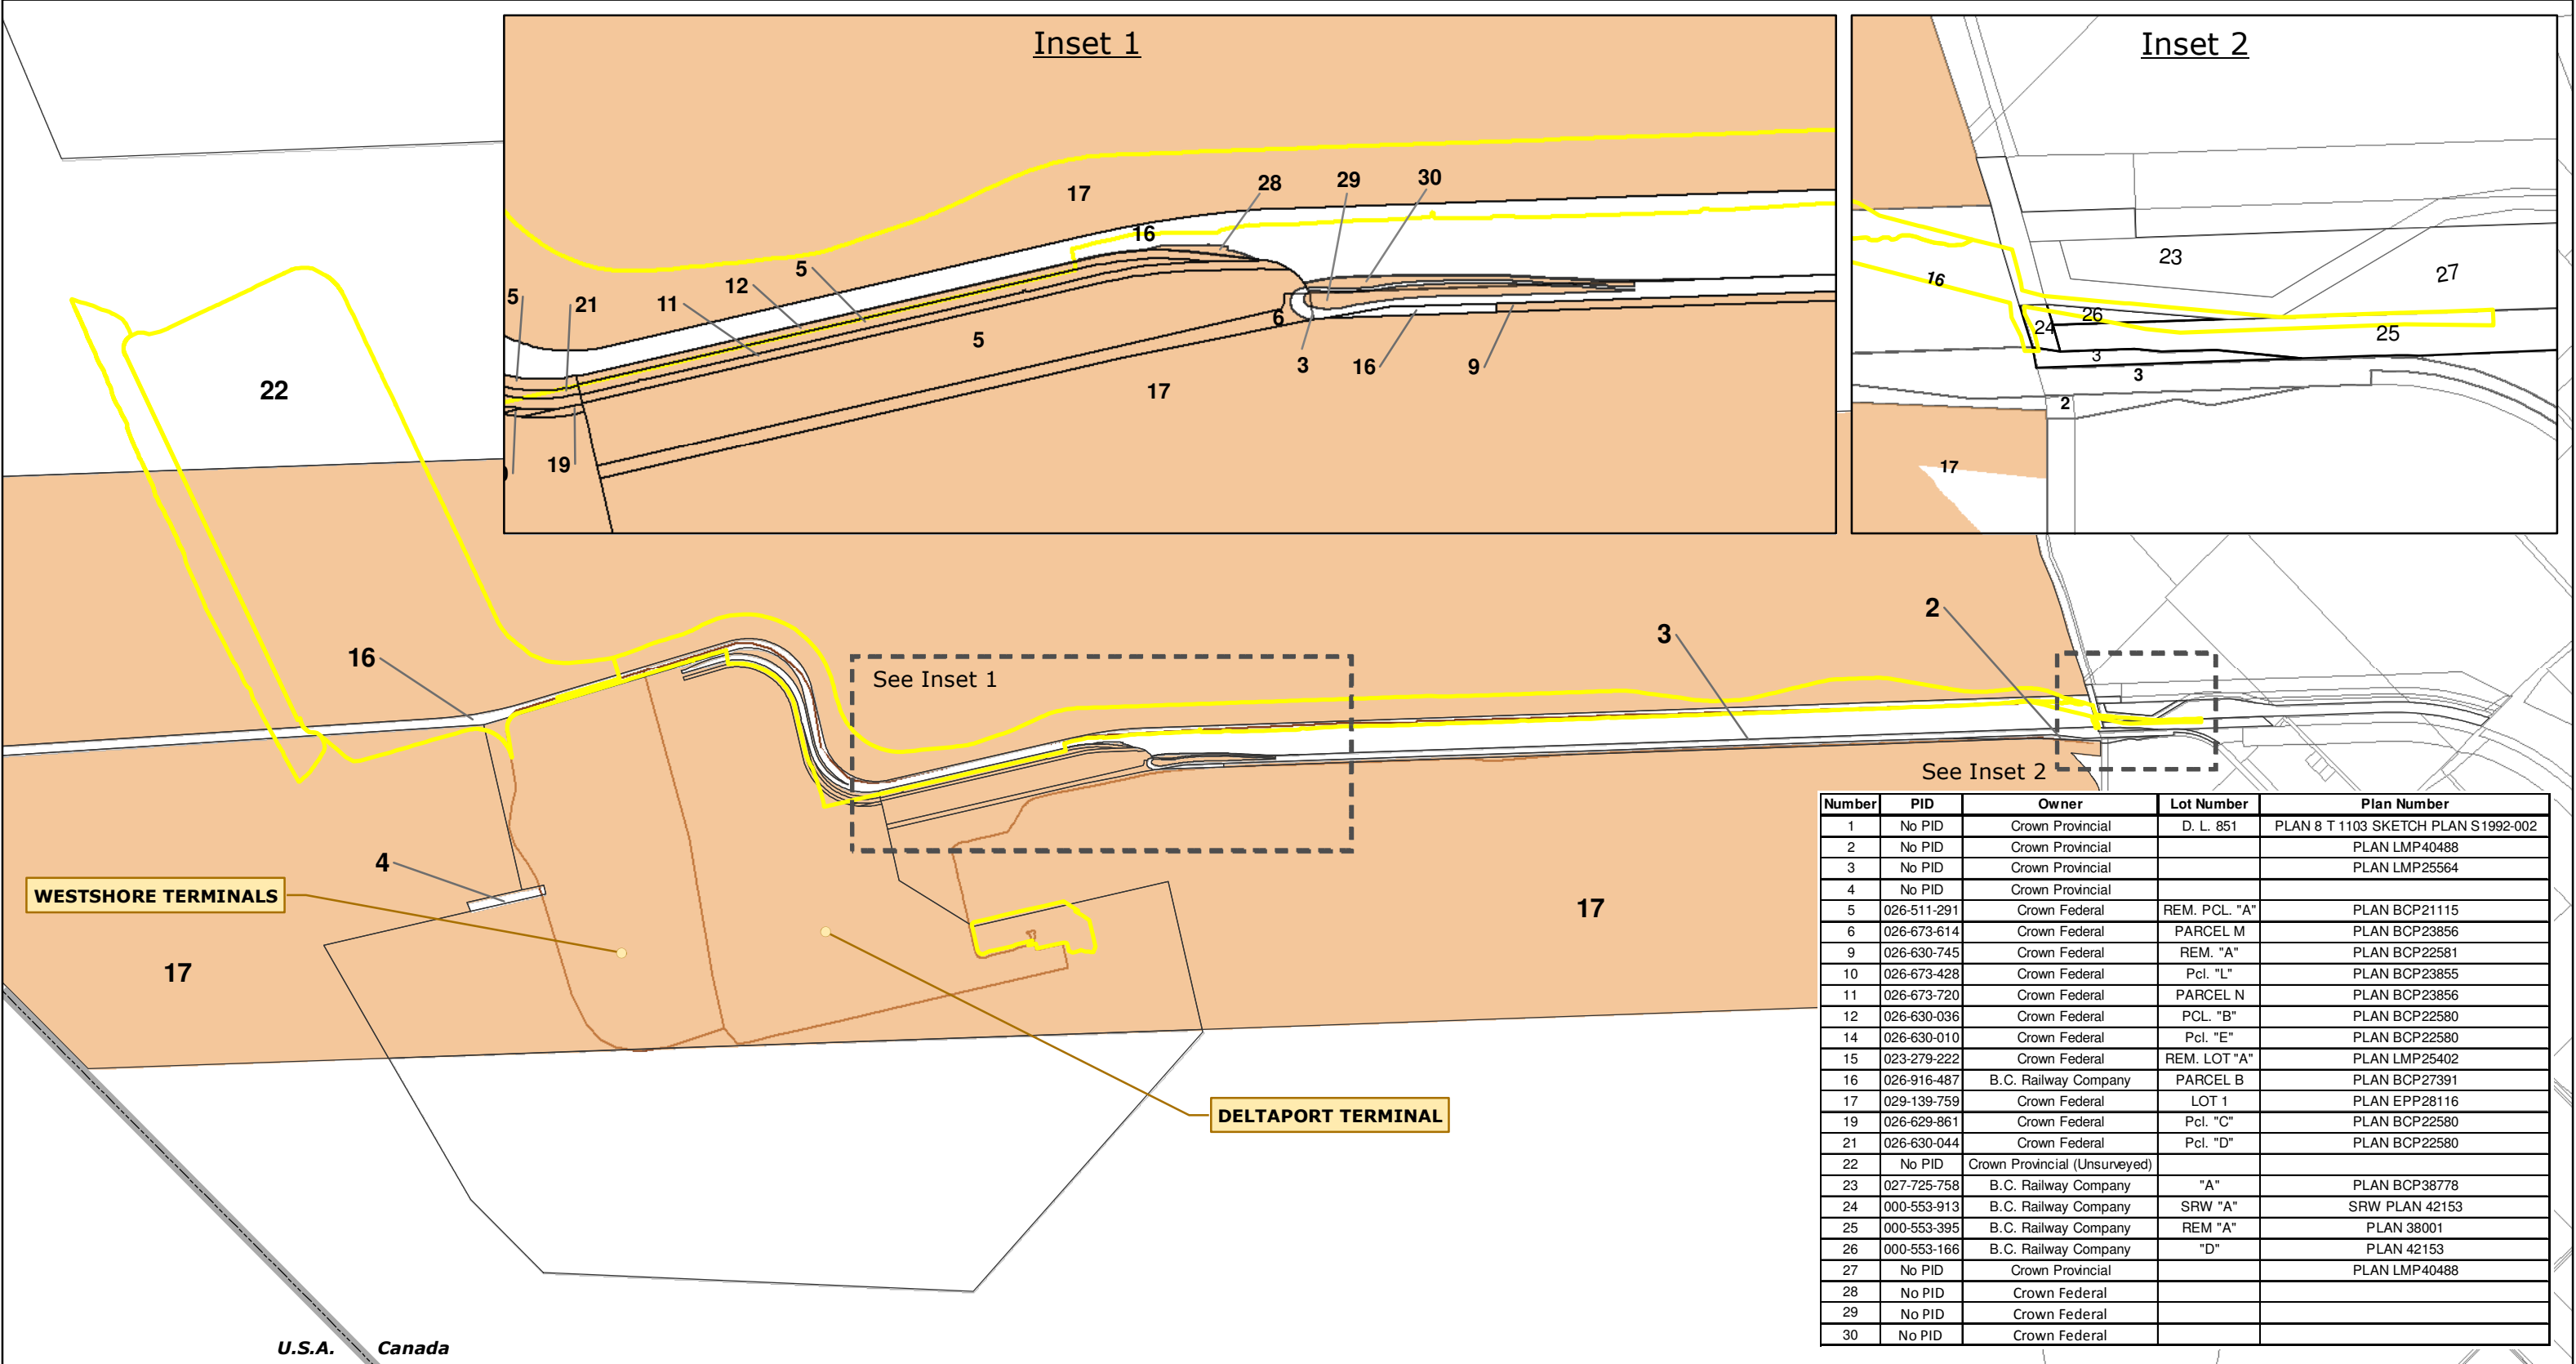 Inset 1
Inset 2
17
28
29
30
16
5
12
11
5
21
5
6
3
16
9
17
19
23
27
16
26
24
25
3
3
2
17
22
16
3
2
See Inset 1
See Inset 2
4
WESTSHORE TERMINALS
17
17
DELTAPORT TERMINAL
U.S.A. Canada
Number PID Owner Lot Number Plan Number
1 No PID Crown Provincial D. L. 851 PLAN 8 T 1103 SKETCH PLAN S1992-002
2 No PID Crown Provincial PLAN LMP40488
3 No PID Crown Provincial PLAN LMP25564
4 No PID Crown Provincial
5 026-511-291 Crown Federal REM. PCL. "A" PLAN BCP21115
6 026-673-614 Crown Federal PARCEL M PLAN BCP23856
9 026-630-745 Crown Federal REM. "A" PLAN BCP22581
10 026-673-428 Crown Federal Pcl. "L" PLAN BCP23855
11 026-673-720 Crown Federal PARCEL N PLAN BCP23856
12 026-630-036 Crown Federal PCL. "B" PLAN BCP22580
14 026-630-010 Crown Federal Pcl. "E" PLAN BCP22580
15 023-279-222 Crown Federal REM. LOT "A" PLAN LMP25402
16 026-916-487 B.C. Railway Company PARCEL B PLAN BCP27391
17 029-139-759 Crown Federal LOT 1 PLAN EPP28116
19 026-629-861 Crown Federal Pcl. "C" PLAN BCP22580
21 026-630-044 Crown Federal Pcl. "D" PLAN BCP22580
22 No PID Crown Provincial (Unsurveyed)
23 027-725-758 B.C. Railway Company "A" PLAN BCP38778
24 000-553-913 B.C. Railway Company SRW "A" SRW PLAN 42153
25 000-553-395 B.C. Railway Company REM "A" PLAN 38001
26 000-553-166 B.C. Railway Company "D" PLAN 42153
27 No PID Crown Provincial PLAN LMP40488
28 No PID Crown Federal
29 No PID Crown Federal
30 No PID Crown Federal